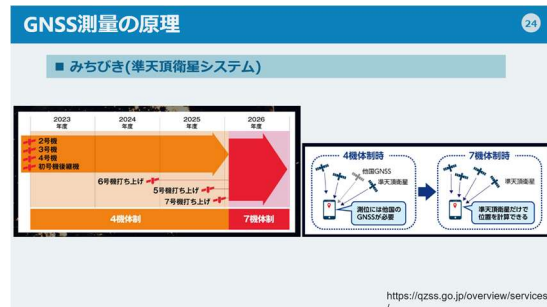 GNSS測量の原理
24
■ みちびき(準天頂衛星システム)
2023
年度
2024
年度
2025
年度
2026
年度
2号機
3号機
4号機
初号機後継機
6号機打ち上げ
5号機打ち上げ
7号機打ち上げ
4機体制
7機体制
4機体制時
他国GNSS
準天頂衛星
測位には他国の
GNSSが必要
7機体制時
準天頂衛星
準天頂衛星だけで
位置を計算できる
https://qzss.go.jp/overview/services
/